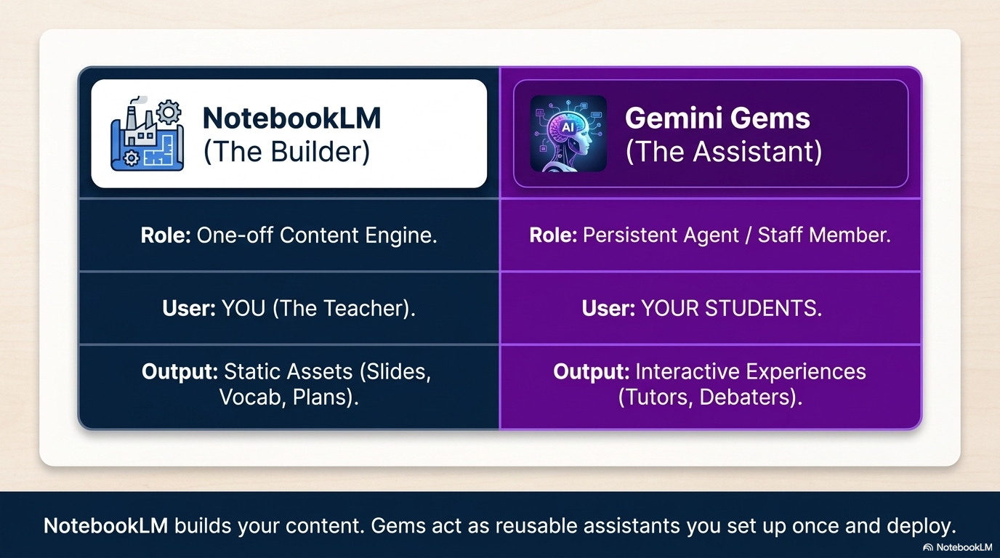 NotebookLM
(The Builder)
AI
Gemini Gems
(The Assistant)
Role: One-off Content Engine.
Role: Persistent Agent / Staff Member.
User: YOU (The Teacher).
User: YOUR STUDENTS.
Output: Static Assets (Slides,
Vocab, Plans).
Output: Interactive Experiences
(Tutors, Debaters).
NotebookLM builds your content. Gems act as reusable assistants you set up once and deploy.
NotebookLM